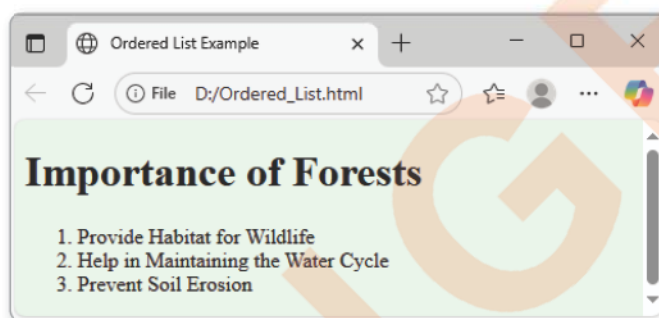 Ordered List Example
File D:/Ordered_List.html
Importance of Forests
1. Provide Habitat for Wildlife
2. Help in Maintaining the Water Cycle
3. Prevent Soil Erosion